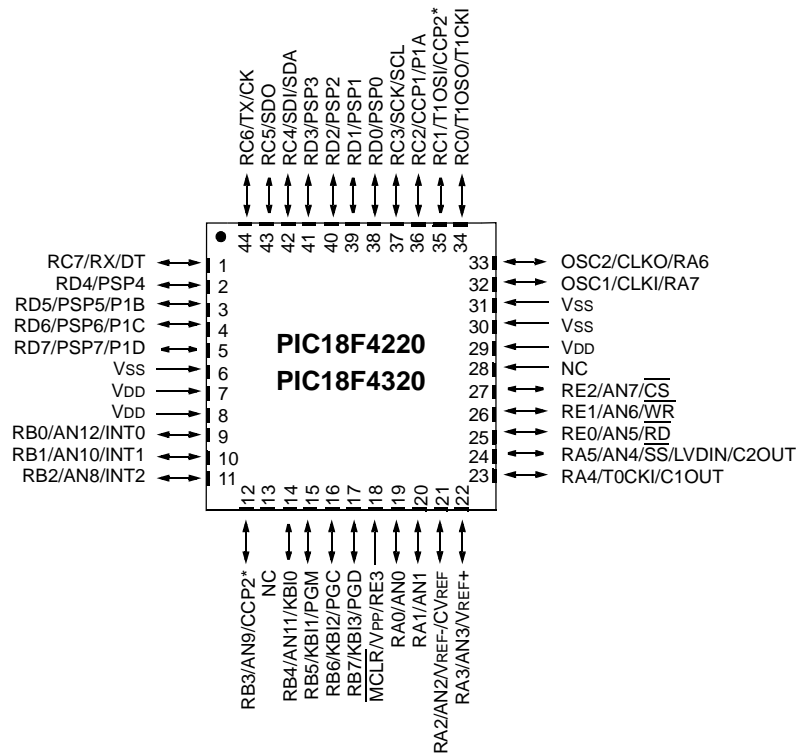 RC6/TX/CK
RC5/SDO
RC4/SDI/SDA
RD3/PSP3
RD2/PSP2
RD1/PSP1
RD0/PSP0
RC3/SCK/SCL
RC2/CCP1/P1A
RC1/T1OSI/CCP2*
RC0/T1OSO/T1CKI
44
43
42
41
40
39
38
37
36
35
34
RC7/RX/DT 1
RD4/PSP4 2
RD5/PSP5/P1B 3
RD6/PSP6/P1C 4
RD7/PSP7/P1D 5
VSS 6
VDD 7
VDD 8
RB0/AN12/INT0 9
RB1/AN10/INT1 10
RB2/AN8/INT2 11
PIC18F4220
PIC18F4320
33 OSC2/CLKO/RA6
32 OSC1/CLKI/RA7
31 VSS
30 VSS
29 VDD
28 NC
27 RE2/AN7/C̅S̅
26 RE1/AN6/W̅R̅
25 RE0/AN5/R̅D̅
24 RA5/AN4/S̅S̅/LVDIN/C2OUT
23 RA4/T0CKI/C1OUT
12
13
14
15
16
17
18
19
20
21
22
RB3/AN9/CCP2*
NC
RB4/AN11/KBI0
RB5/KBI1/PGM
RB6/KBI2/PGC
RB7/KBI3/PGD
M̅C̅L̅R̅/VPP/RE3
RA0/AN0
RA1/AN1
RA2/AN2/VREF-/CVREF
RA3/AN3/VREF+